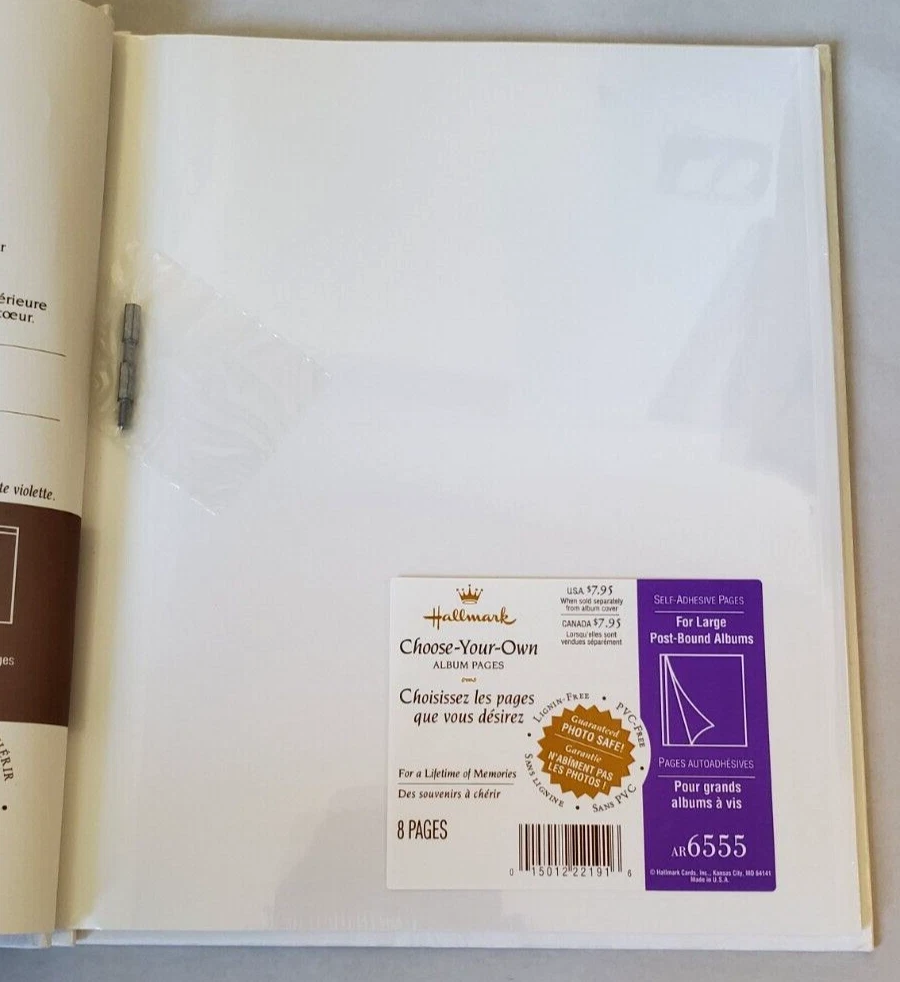 r
érieure
cœur.
te violette.
ges
ÉRIR
Hallmark
Choose-Your-Own
ALBUM PAGES
Choisissez les pages
que vous désirez
For a Lifetime of Memories
Des souvenirs à chérir
8 PAGES
USA $7.95
When sold separately
from album cover
CANADA $7.95
Lorsqu'elles sont
vendues séparément
LIGNIN-FREE • PVC-FREE
Guaranteed
PHOTO SAFE!
Garantie
N'ABÎMENT PAS
LES PHOTOS !
SANS LIGNINE • SANS PVC
0 15012 22191 6
SELF-ADHESIVE PAGES
For Large
Post-Bound Albums
PAGES AUTOADHÉSIVES
Pour grands
albums à vis
AR6555
© Hallmark Cards, Inc., Kansas City, MO 64141
Made in U.S.A.